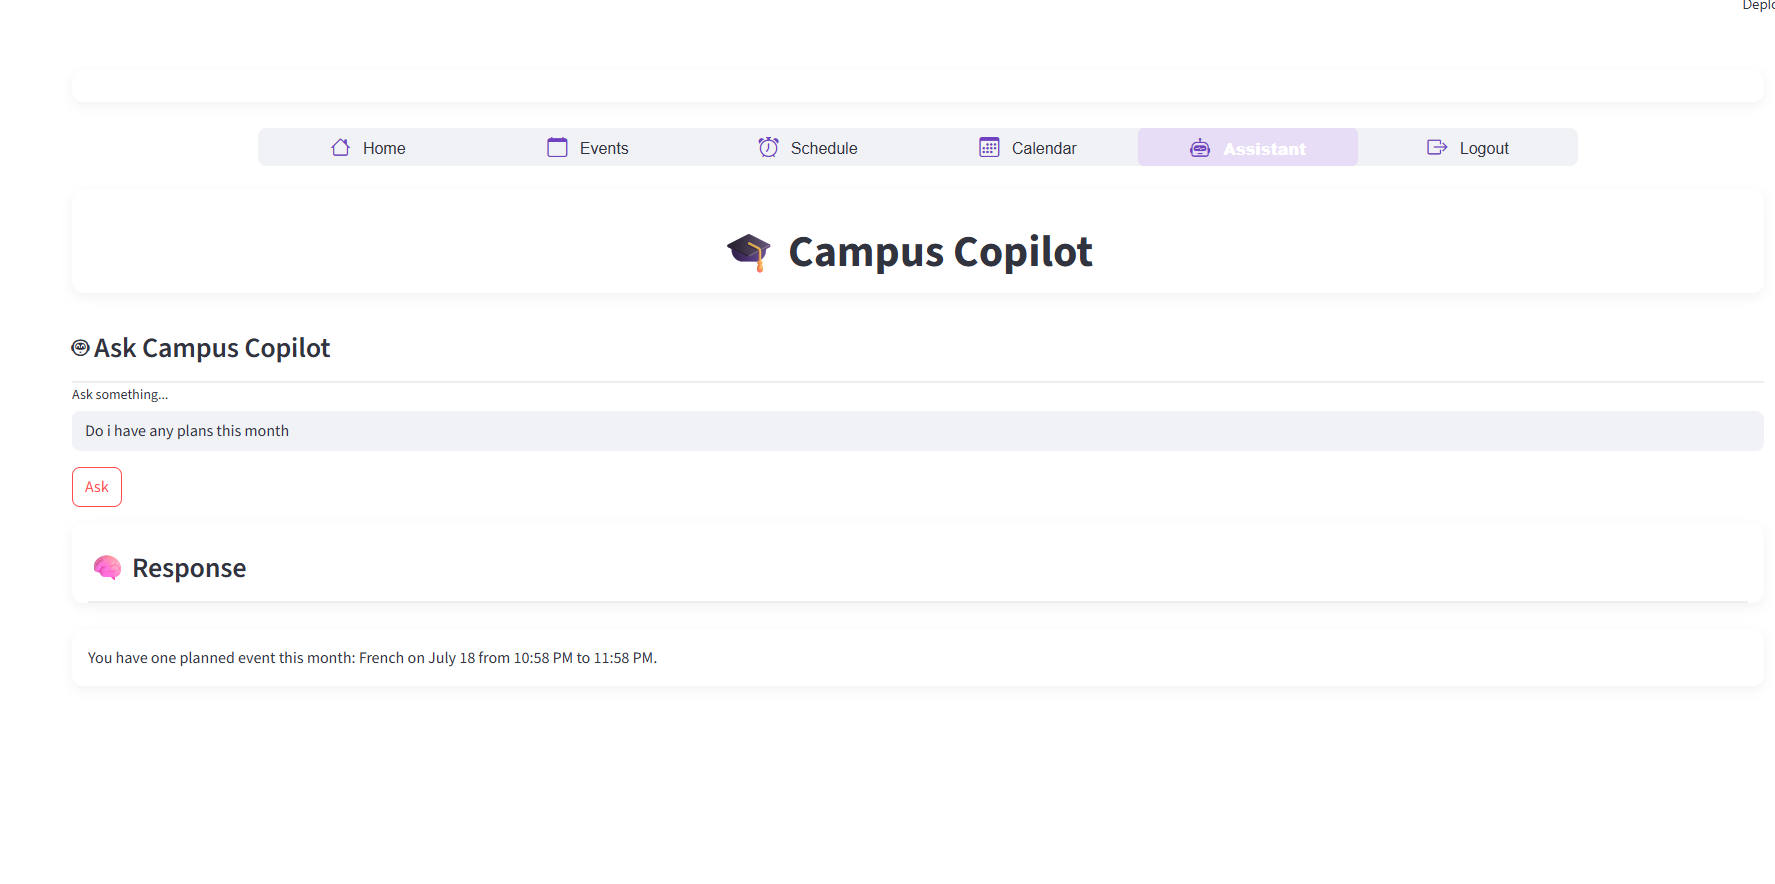 Home Events Schedule Calendar Assistant Logout
Campus Copilot
Ask Campus Copilot
Ask something...
Do i have any plans this month
Ask
Response
You have one planned event this month: French on July 18 from 10:58 PM to 11:58 PM.